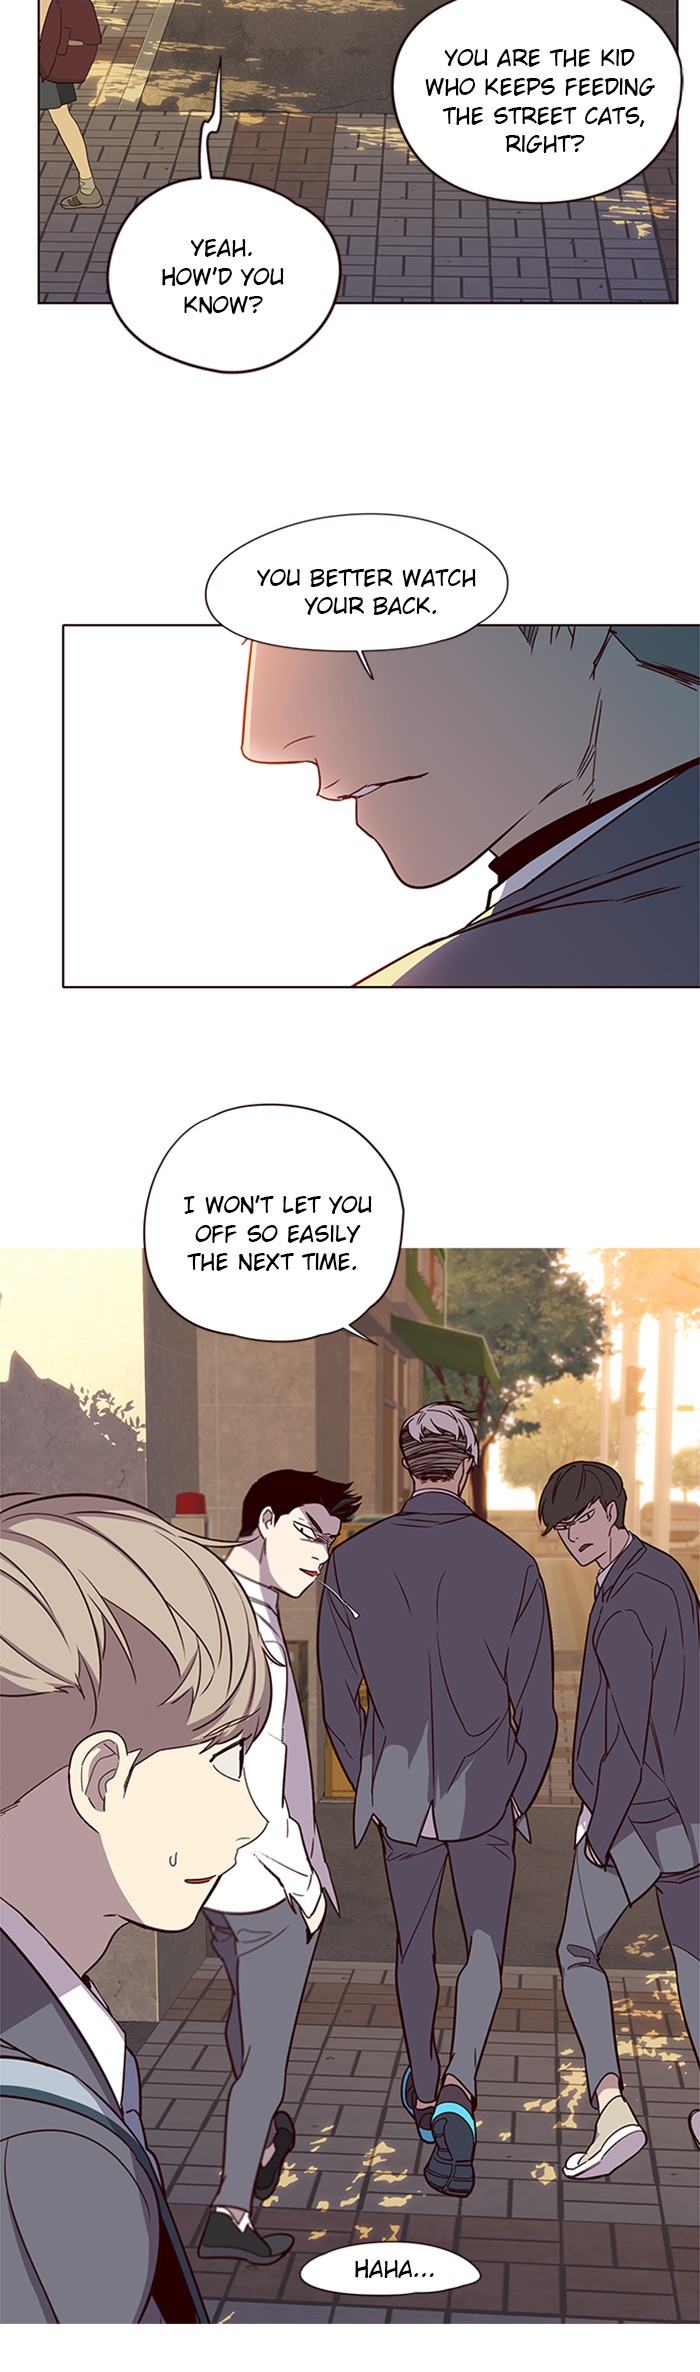 YOU ARE THE KID
WHO KEEPS FEEDING
THE STREET CATS,
RIGHT?
YEAH.
HOW'D YOU
KNOW?
YOU BETTER WATCH
YOUR BACK.
I WON'T LET YOU
OFF SO EASILY
THE NEXT TIME.
HAHA...